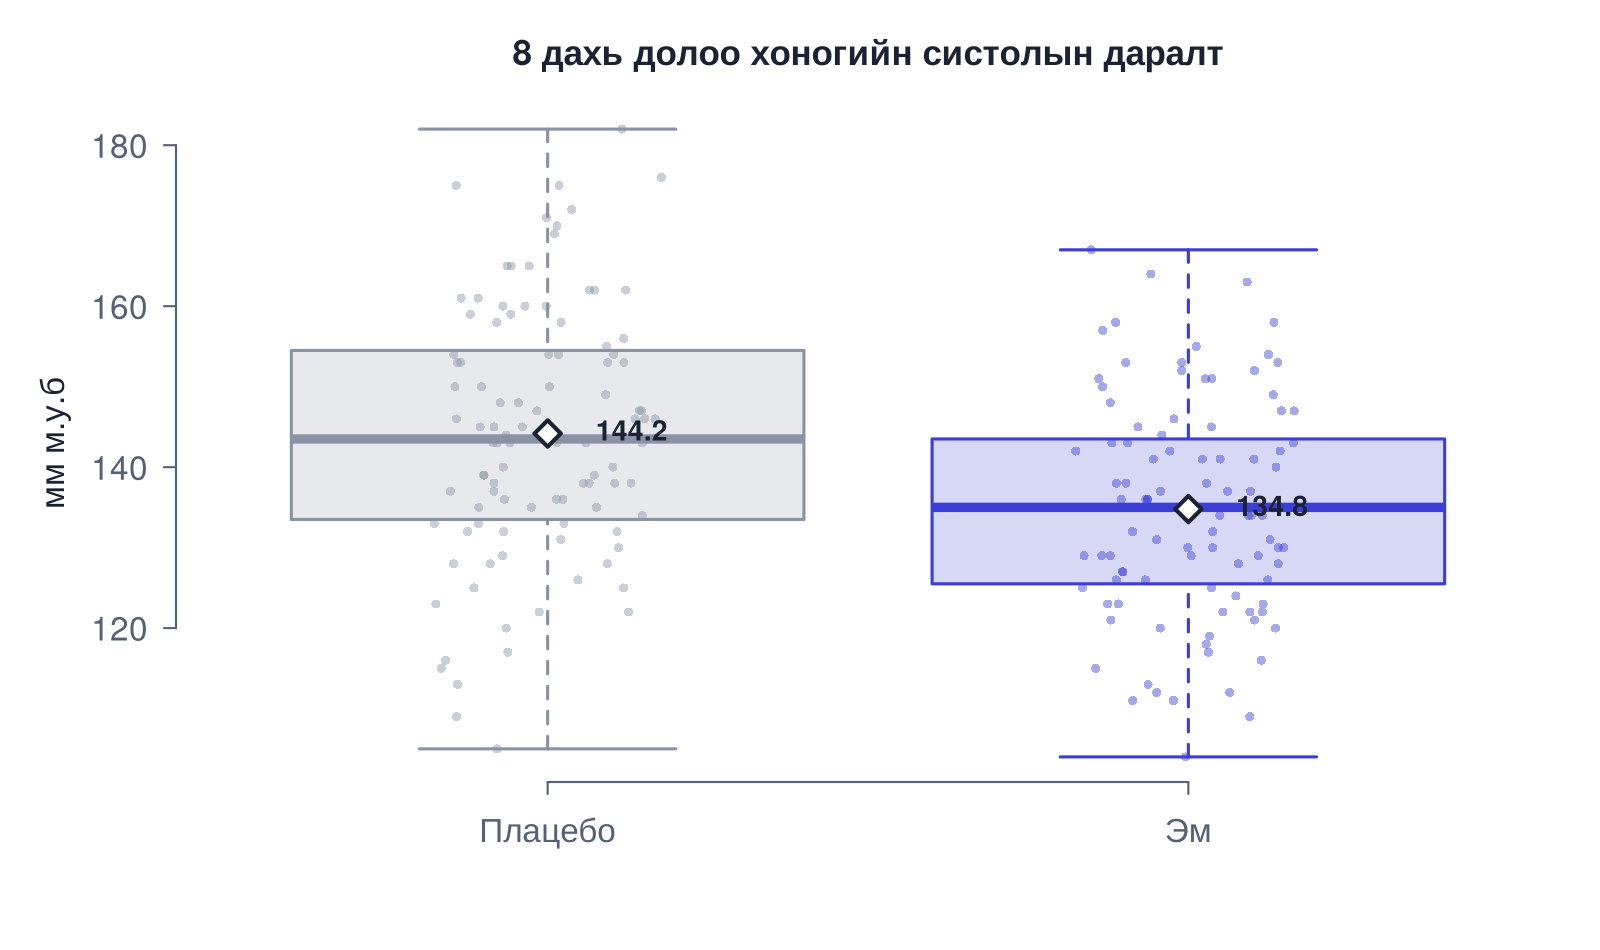 8 дахь долоо хоногийн систолын даралт
мм м.у.б
180
160
140
120
144.2
134.8
Плацебо
Эм